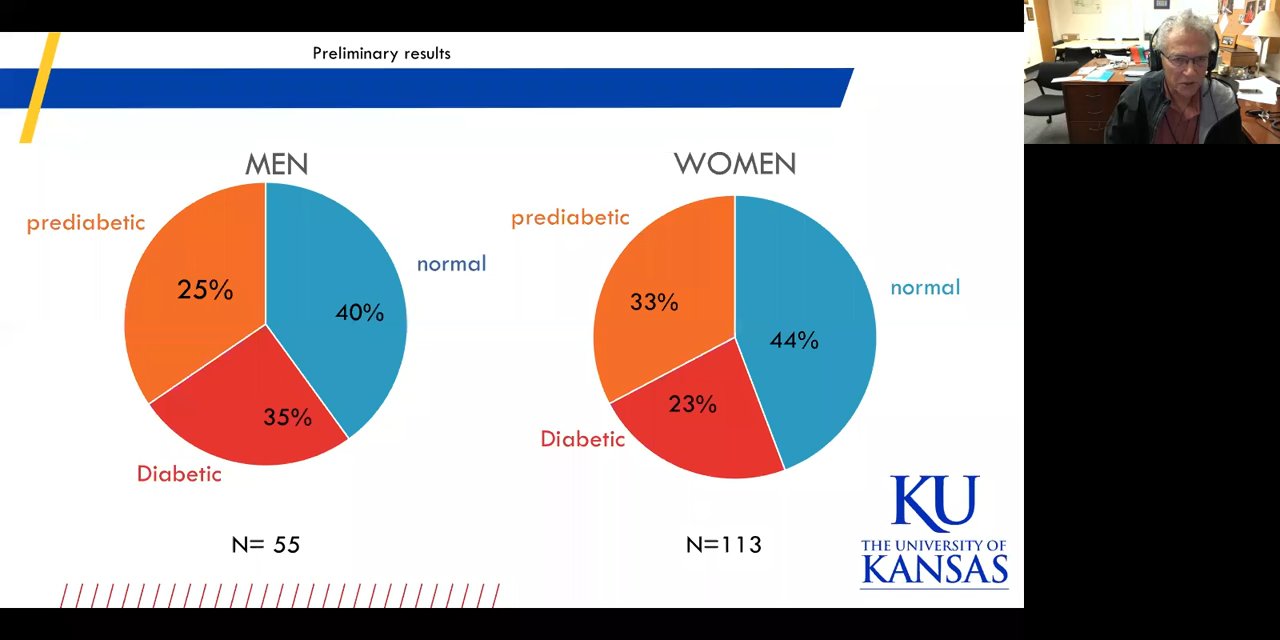 Preliminary results
MEN
prediabetic
normal
25%
40%
35%
Diabetic
N= 55
WOMEN
prediabetic
normal
33%
44%
23%
Diabetic
N=113
KU
THE UNIVERSITY OF
KANSAS